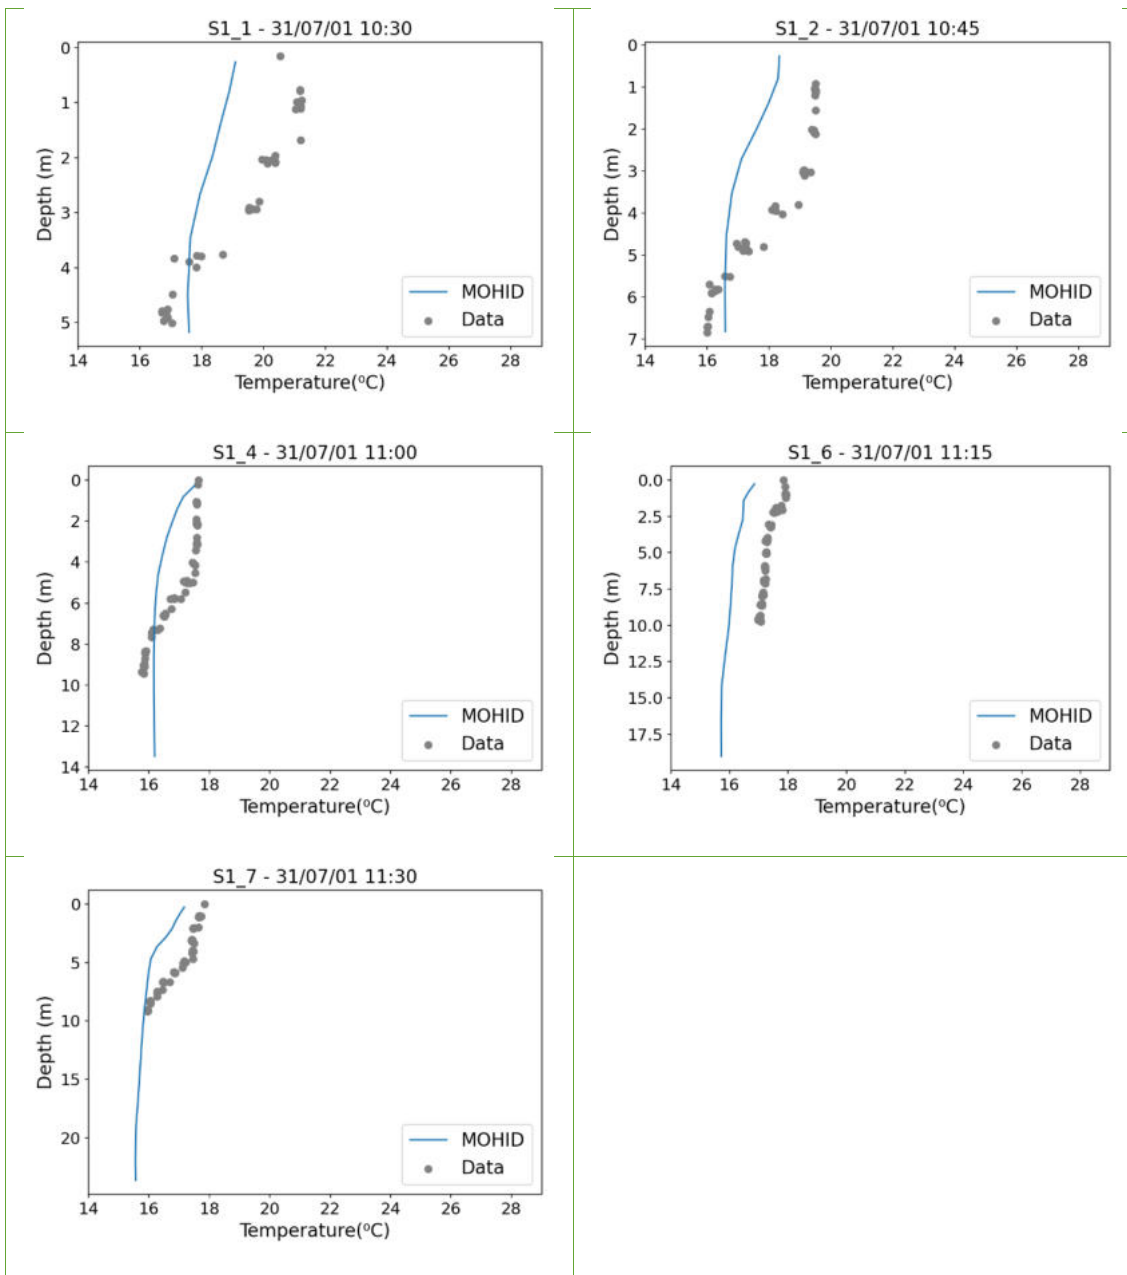 S1_1 - 31/07/01 10:30
0
1
2
3
4
5
Depth (m)
MOHID
Data
14 16 18 20 22 24 26 28
Temperature(ºC)
S1_2 - 31/07/01 10:45
0
1
2
3
4
5
6
7
Depth (m)
MOHID
Data
14 16 18 20 22 24 26 28
Temperature(ºC)
S1_4 - 31/07/01 11:00
0
2
4
6
8
10
12
14
Depth (m)
MOHID
Data
14 16 18 20 22 24 26 28
Temperature(ºC)
S1_6 - 31/07/01 11:15
0.0
2.5
5.0
7.5
10.0
12.5
15.0
17.5
Depth (m)
MOHID
Data
14 16 18 20 22 24 26 28
Temperature(ºC)
S1_7 - 31/07/01 11:30
0
5
10
15
20
Depth (m)
MOHID
Data
14 16 18 20 22 24 26 28
Temperature(ºC)